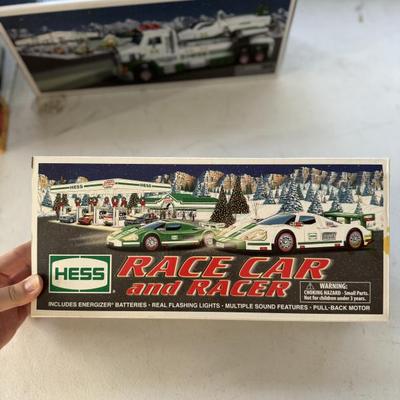 HESS
HESS
RACE CAR
and RACER
WARNING:
CHOKING HAZARD - Small Parts.
Not for children under 3 years.
INCLUDES ENERGIZER® BATTERIES • REAL FLASHING LIGHTS • MULTIPLE SOUND FEATURES • PULL-BACK MOTOR